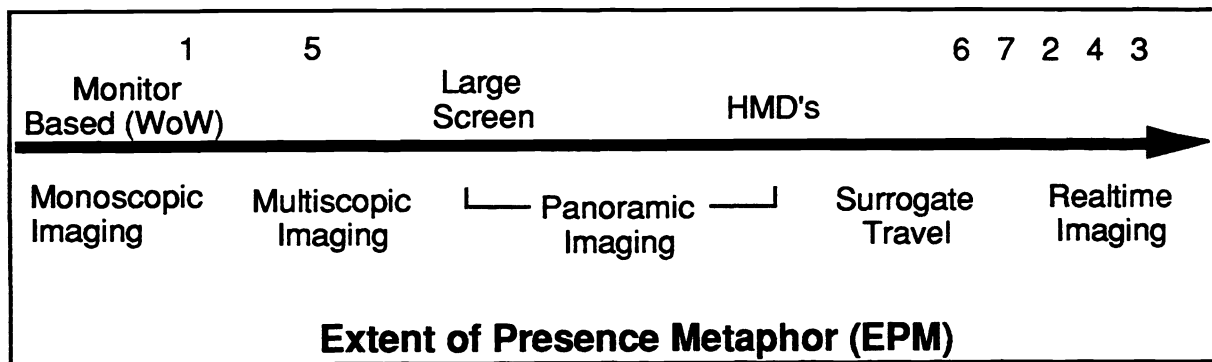 1 5 6 7 2 4 3
Monitor
Based (WoW)
Large
Screen
HMD's
Monoscopic
Imaging
Multiscopic
Imaging
Panoramic
Imaging
Surrogate
Travel
Realtime
Imaging
Extent of Presence Metaphor (EPM)